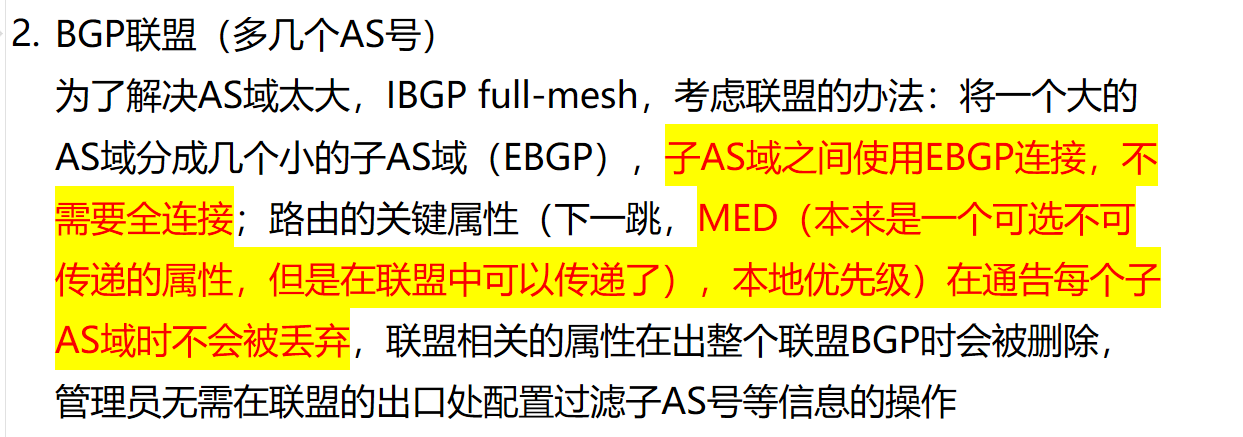 2. BGP联盟（多几个AS号）
为了解决AS域太大，IBGP full-mesh，考虑联盟的办法：将一个大的
AS域分成几个小的子AS域（EBGP），子AS域之间使用EBGP连接，不
需要全连接；路由的关键属性（下一跳，MED（本来是一个可选不可
传递的属性，但是在联盟中可以传递了），本地优先级）在通告每个子
AS域时不会被丢弃，联盟相关的属性在出整个联盟BGP时会被删除，
管理员无需在联盟的出口处配置过滤子AS号等信息的操作